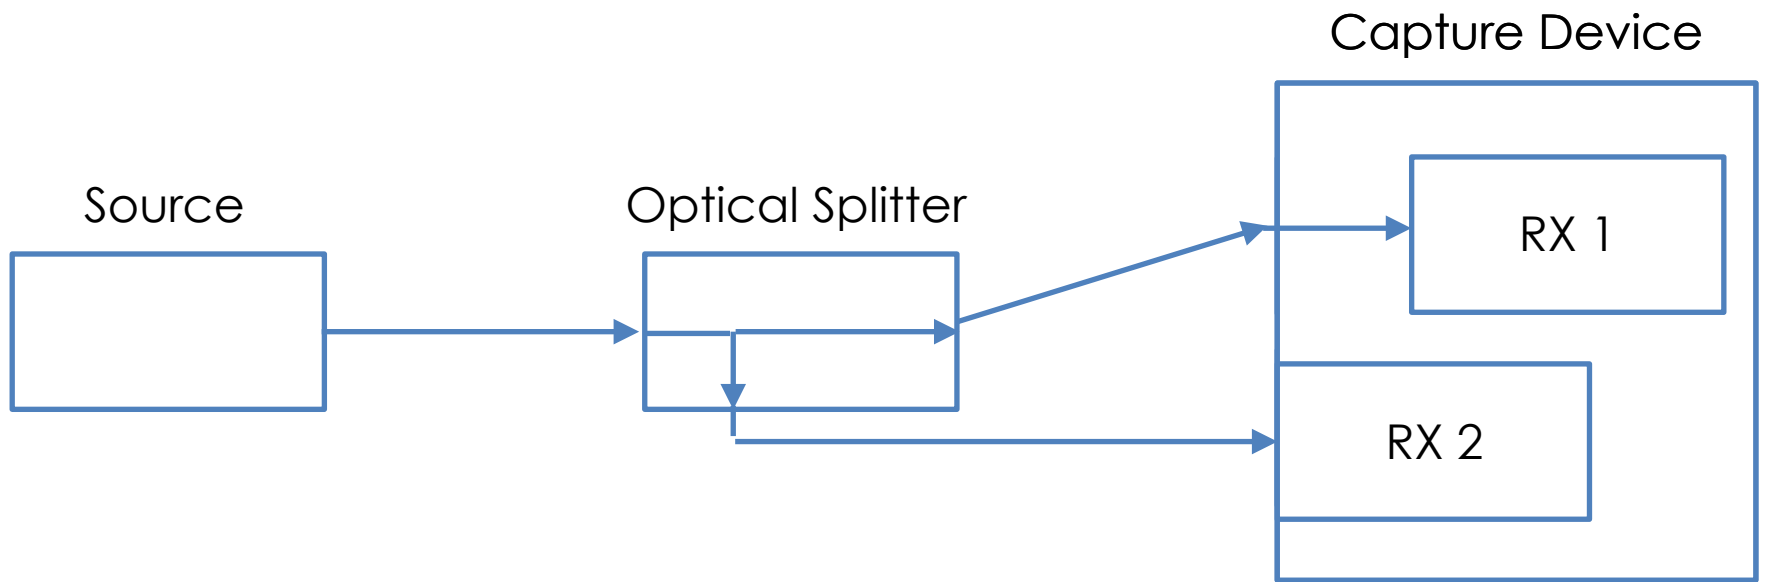 Capture Device
Source
Optical Splitter
RX 1
RX 2